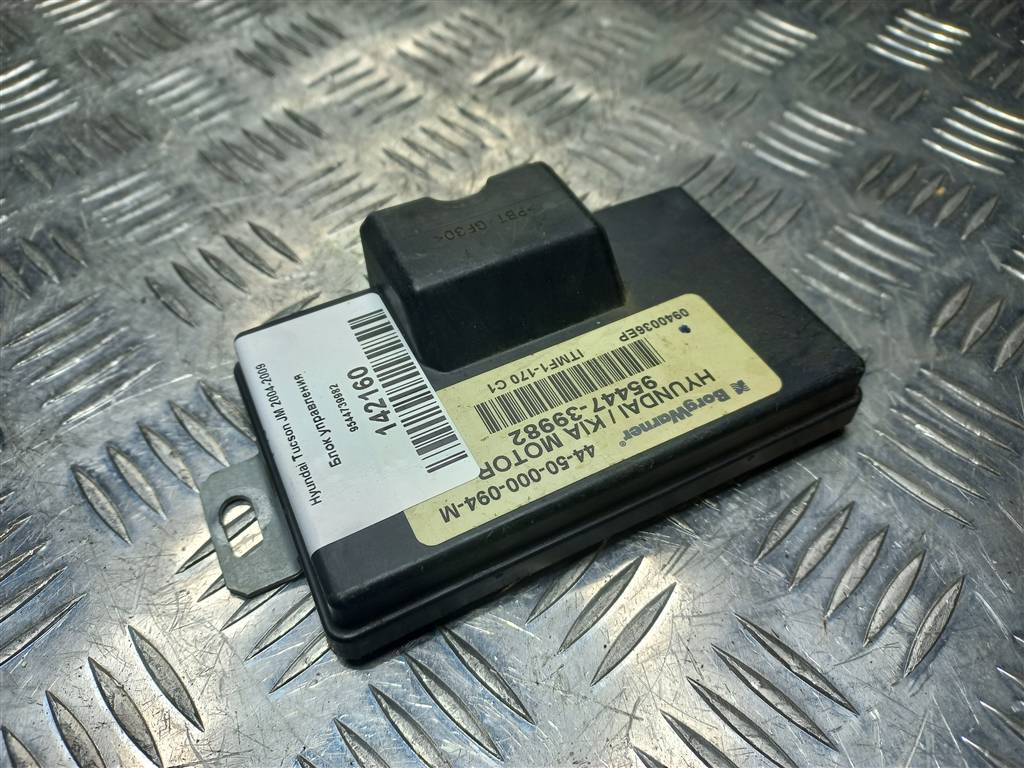 >PBT GF30<
BorgWarner®
44-50-000-094-M
HYUNDAI / KIA MOTOR
95447-39982
ITMF1-170 C1
0940036EP
Hyundai Tucson JM 2004-2009
Блок управления
9544739982
142160